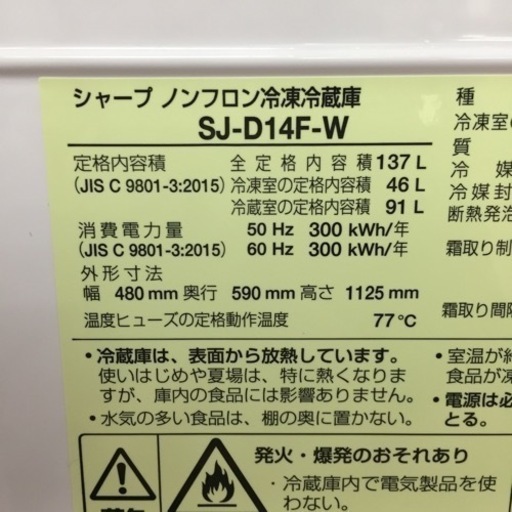 シャープ ノンフロン冷凍冷蔵庫
SJ-D14F-W
定格内容積 全定格内容積 137 L
(JIS C 9801-3:2015) 冷凍室の定格内容積 46 L
冷蔵室の定格内容積 91 L
消費電力量 50 Hz 300 kWh/年
(JIS C 9801-3:2015) 60 Hz 300 kWh/年
外形寸法
幅 480 mm 奥行 590 mm 高さ 1125 mm
温度ヒューズの定格動作温度 77℃
・冷蔵庫は、表面から放熱しています。
使いはじめや夏場は、特に熱くなりま
すが、庫内の食品には影響ありません。
・水気の多い食品は、棚の奥に置かない。
発火・爆発のおそれあり
・冷蔵庫内で電気製品を使
わない。
種
冷凍室の
質
冷 媒
冷媒封
断熱発泡
霜取り制
霜取り間隔
・室温が
食品が凍
・電源は必
とる。